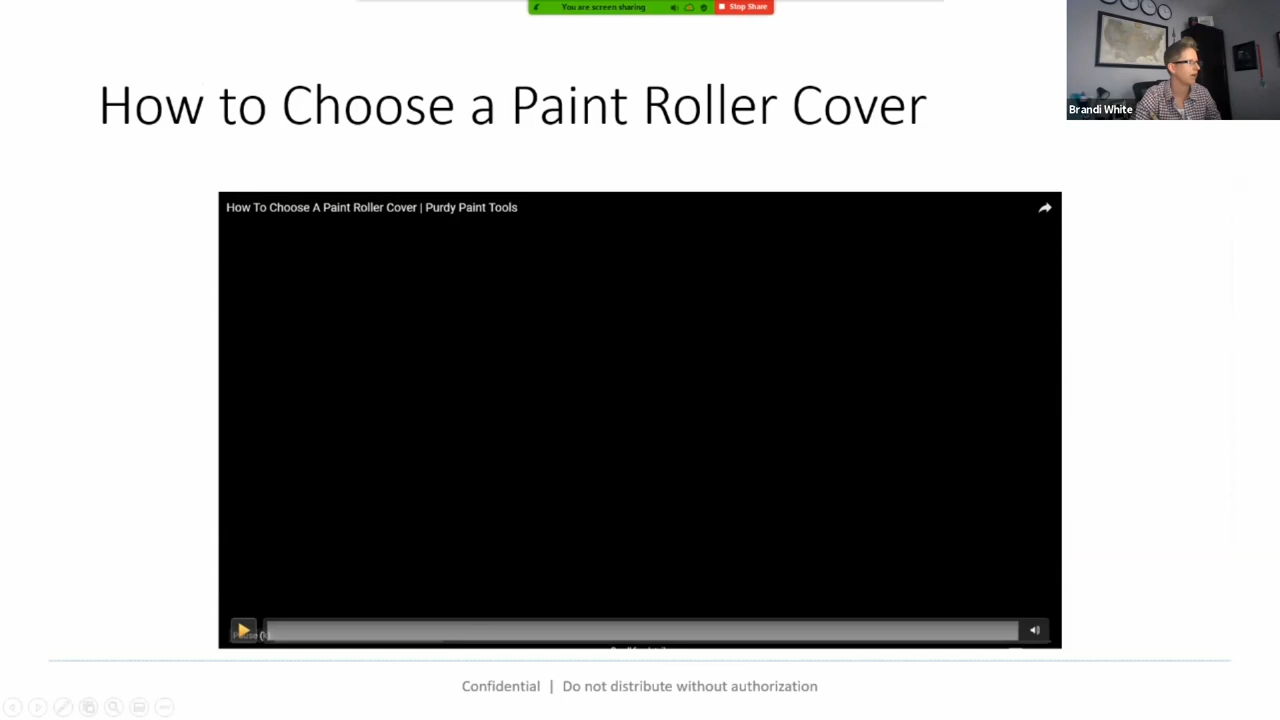 You are screen sharing
Stop Share
How to Choose a Paint Roller Cover
Brandi White
How To Choose A Paint Roller Cover | Purdy Paint Tools
Pause (k)
Confidential | Do not distribute without authorization